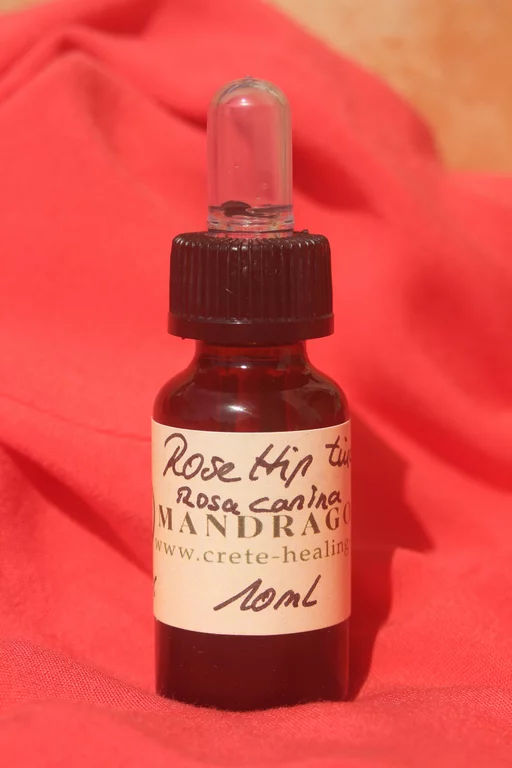 Rose Hip
Rosa canina
MANDRAGO
www.crete-healing
10mL